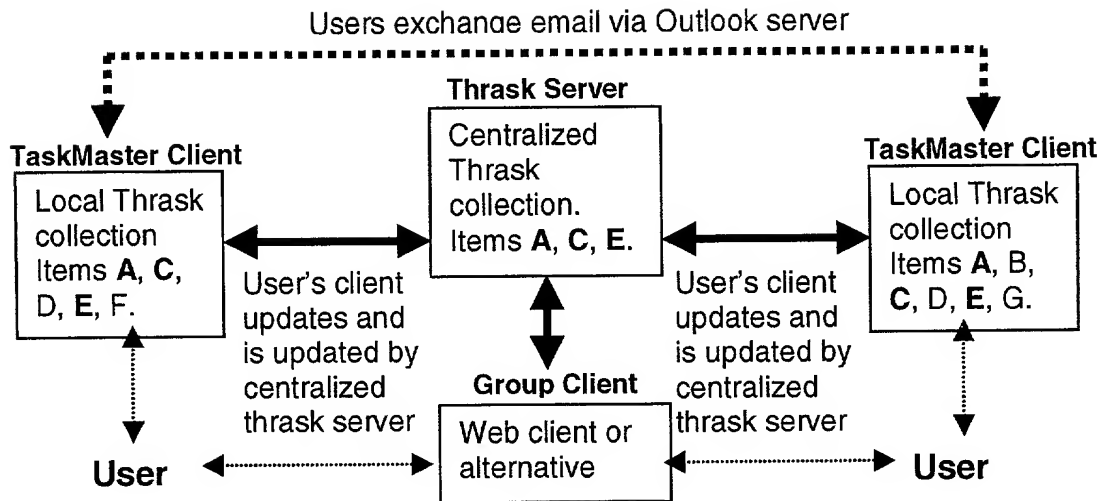 Users exchange email via Outlook server
Thrask Server
Centralized
Thrask
collection.
Items A, C, E.
TaskMaster Client
Local Thrask
collection
Items A, C,
D, E, F.
TaskMaster Client
Local Thrask
collection
Items A, B,
C, D, E, G.
User's client
updates and
is updated by
centralized
thrask server
User's client
updates and
is updated by
centralized
thrask server
Group Client
Web client or
alternative
User
User